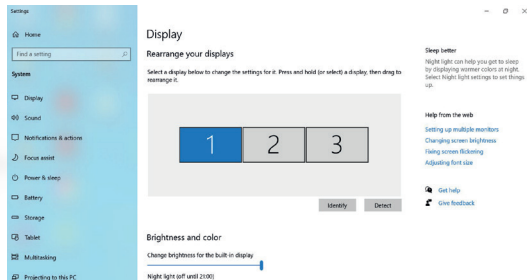 Settings
Home
Find a setting
System
Display
Sound
Notifications & actions
Focus assist
Power & sleep
Battery
Storage
Tablet
Multitasking
Projecting to this PC
Display
Rearrange your displays
Select a display below to change the settings for it. Press and hold (or select) a display, then drag to
rearrange it.
1 2 3
Identify Detect
Brightness and color
Change brightness for the built-in display
Night light (off until 21:00)
Sleep better
Night light can help you get to sleep
by displaying warmer colors at night.
Select Night light settings to set things
up.
Help from the web
Setting up multiple monitors
Changing screen brightness
Fixing screen flickering
Adjusting font size
Get help
Give feedback